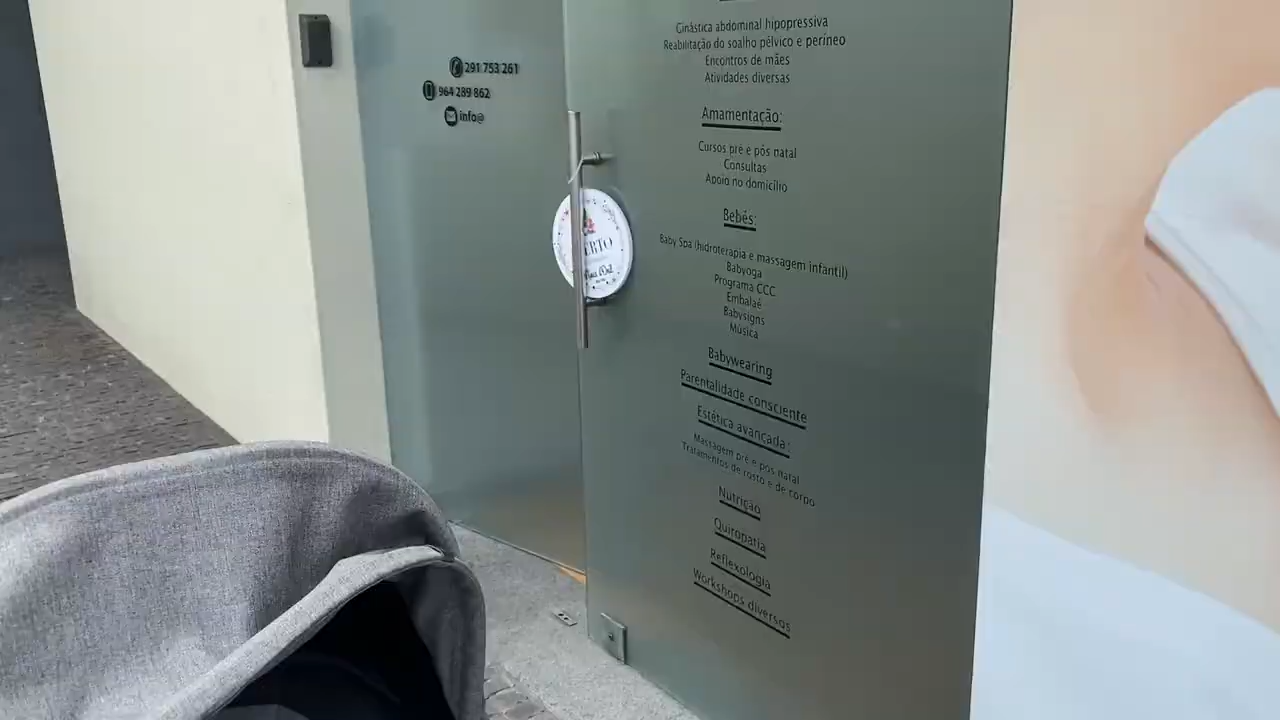 291 753 261
964 289 862
info@
Ginástica abdominal hipopressiva
Reabilitação do soalho pélvico e períneo
Encontros de mães
Atividades diversas
Amamentação:
Cursos pré e pós natal
Consultas
Apoio no domicílio
Bebés:
Baby Spa (hidroterapia e massagem infantil)
Babyoga
Programa CCC
Embalaé
Babysigns
Música
Babywearing
Parentalidade consciente
Estética avançada:
Massagem pré e pós natal
Tratamentos de rosto e de corpo
Nutrição
Quiropatia
Reflexologia
Workshops diversos